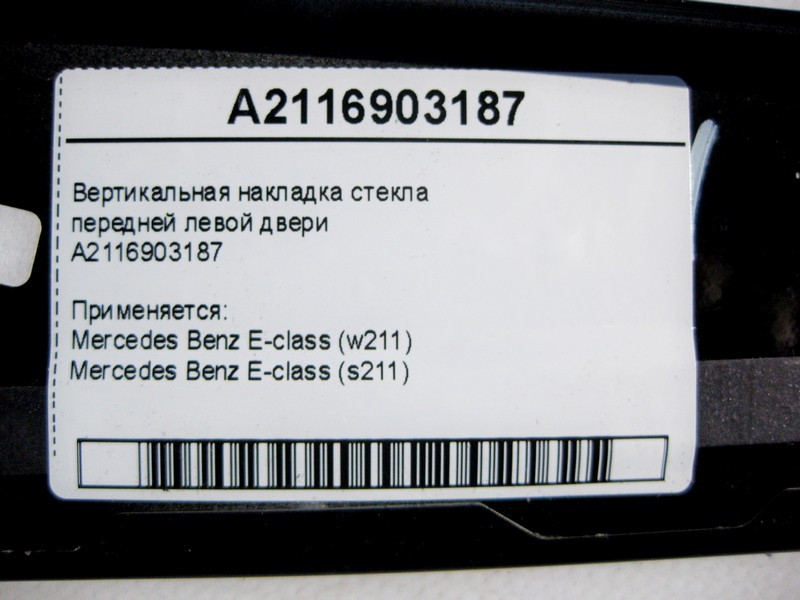 A2116903187
Вертикальная накладка стекла
передней левой двери
A2116903187
Применяется:
Mercedes Benz E-class (w211)
Mercedes Benz E-class (s211)